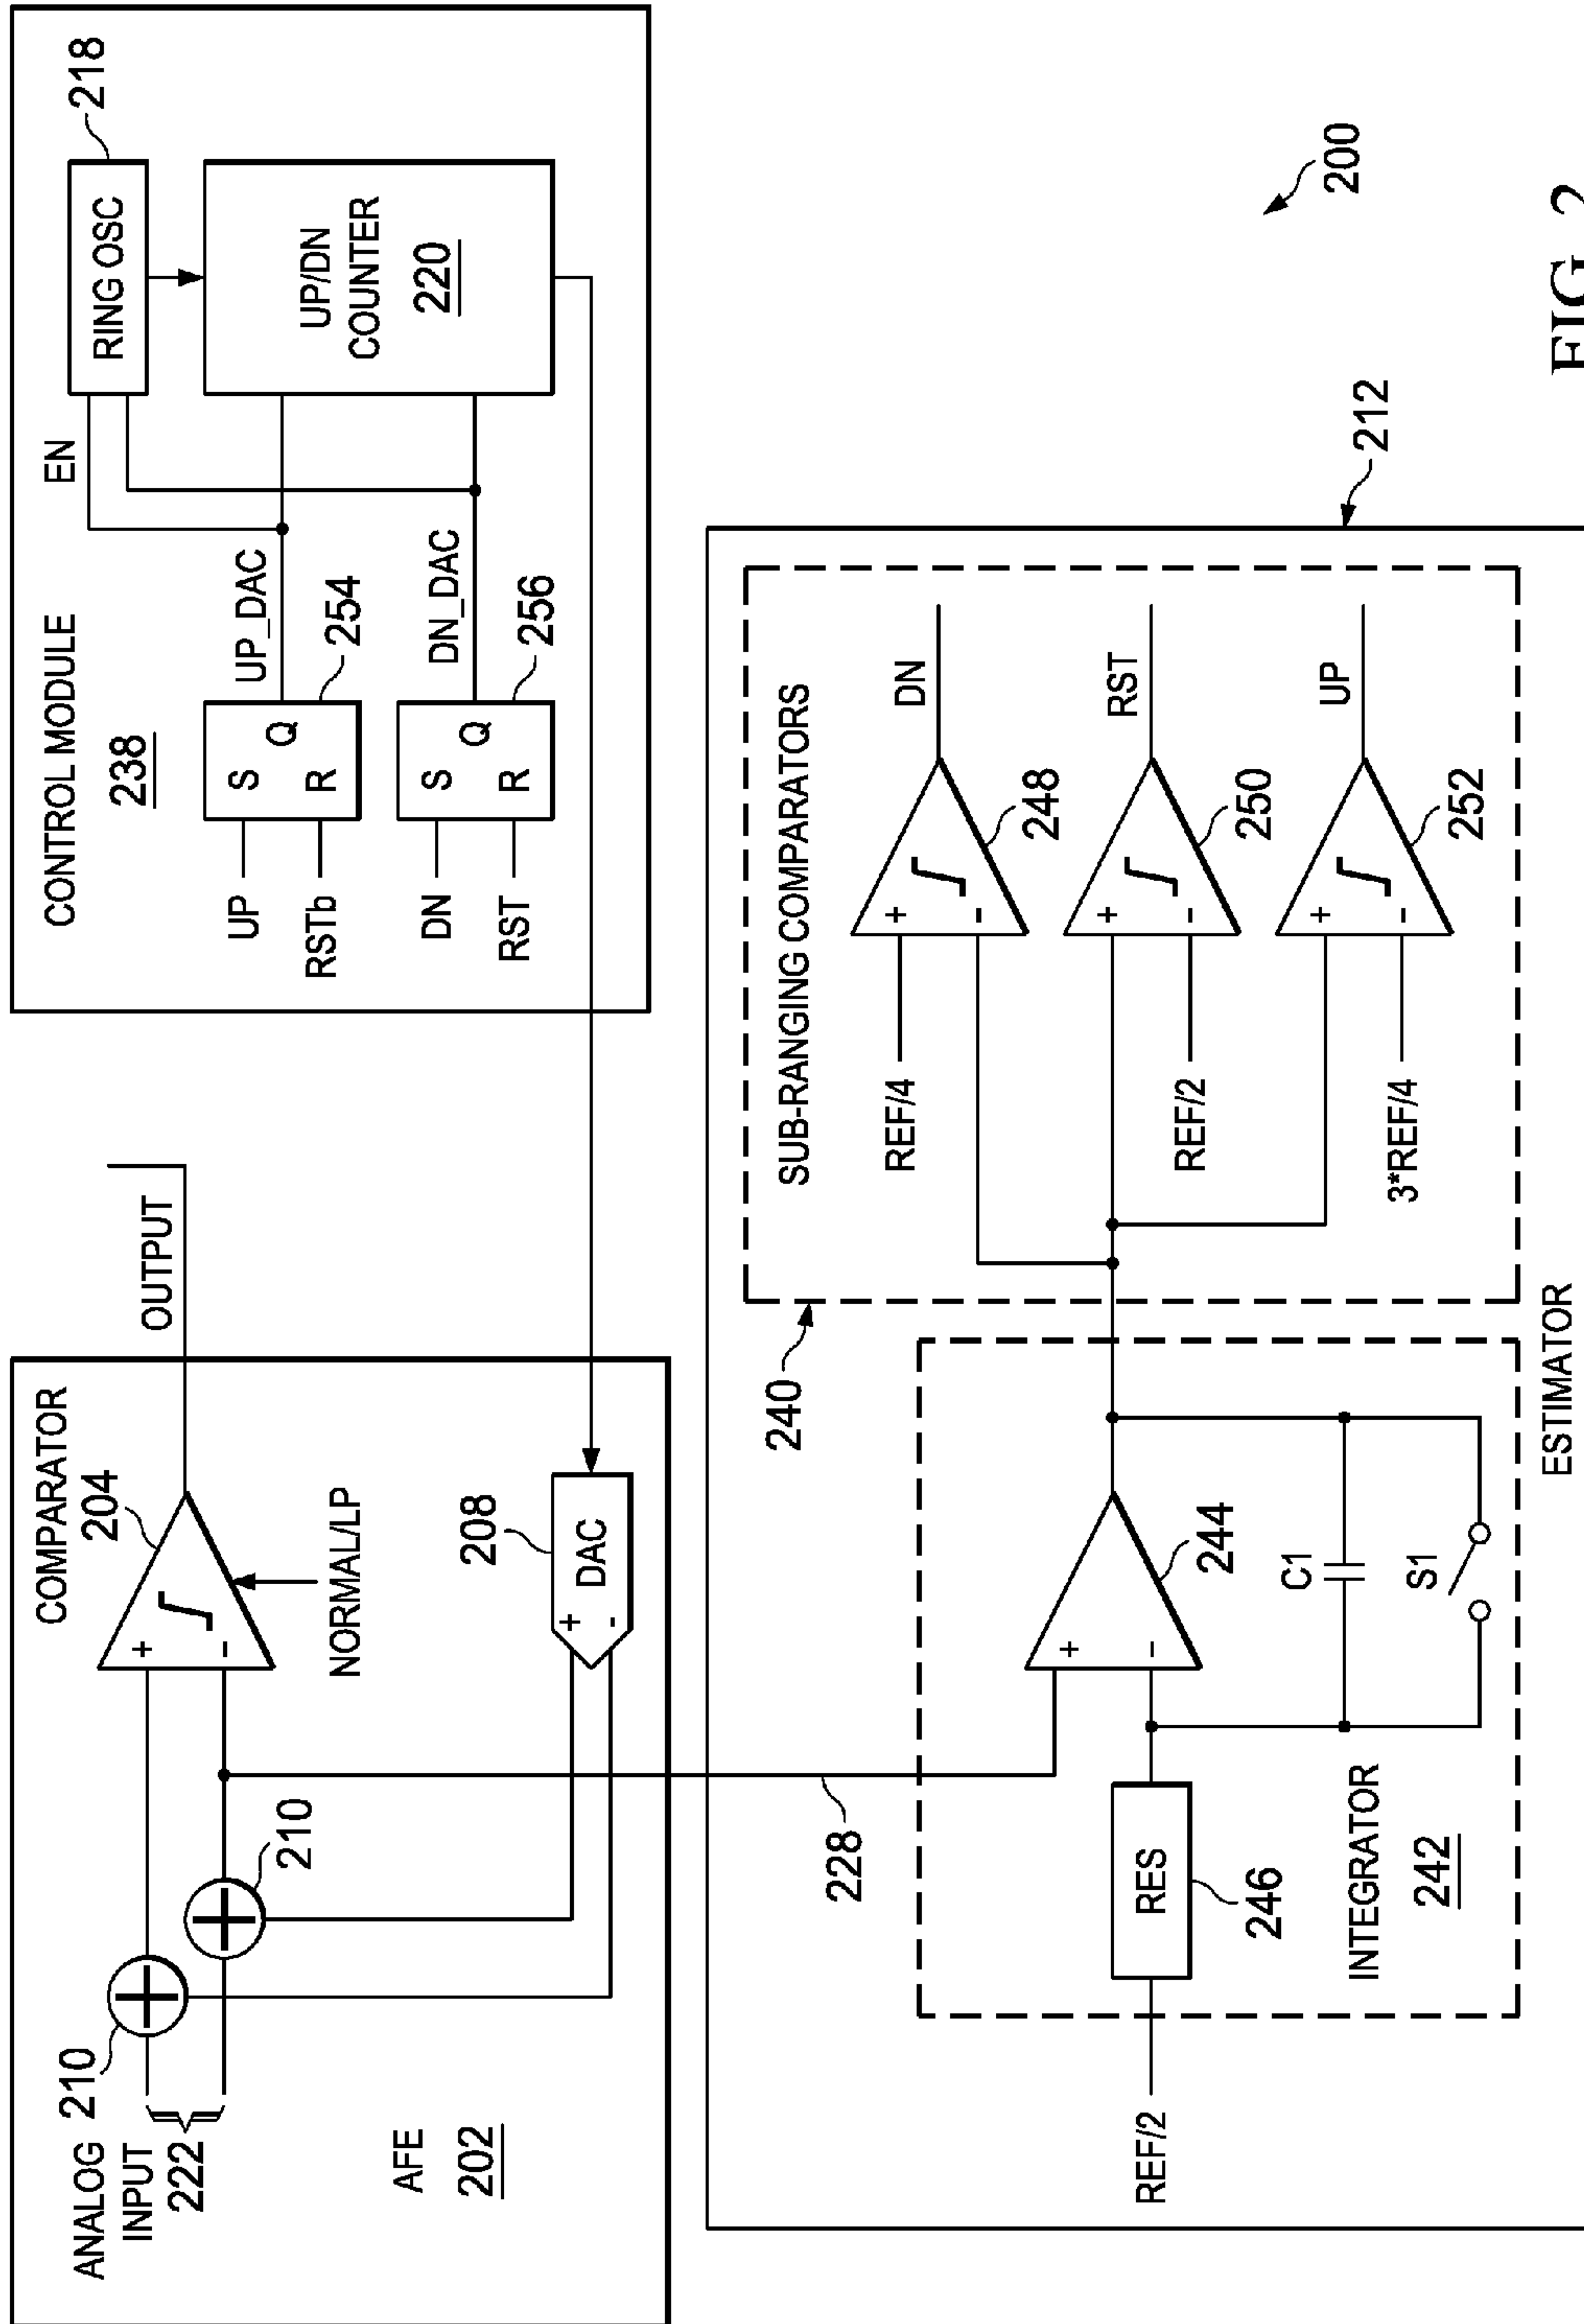 COMPARATOR
204
OUTPUT
NORMAL/LP
210
210
ANALOG
INPUT
222
AFE
202
208
DAC
+
-
+
-
CONTROL MODULE
238
UP
RSTb
DN
RST
S
Q
R
S
Q
R
254
256
UP_DAC
DN_DAC
EN
RING OSC
218
UP/DN
COUNTER
220
228
REF/2
RES
246
INTEGRATOR
242
+
-
244
C1
S1
240
SUB-RANGING COMPARATORS
REF/4
+
-
248
DN
REF/2
+
-
250
RST
3*REF/4
+
-
252
UP
ESTIMATOR
212
200
FIG. 2